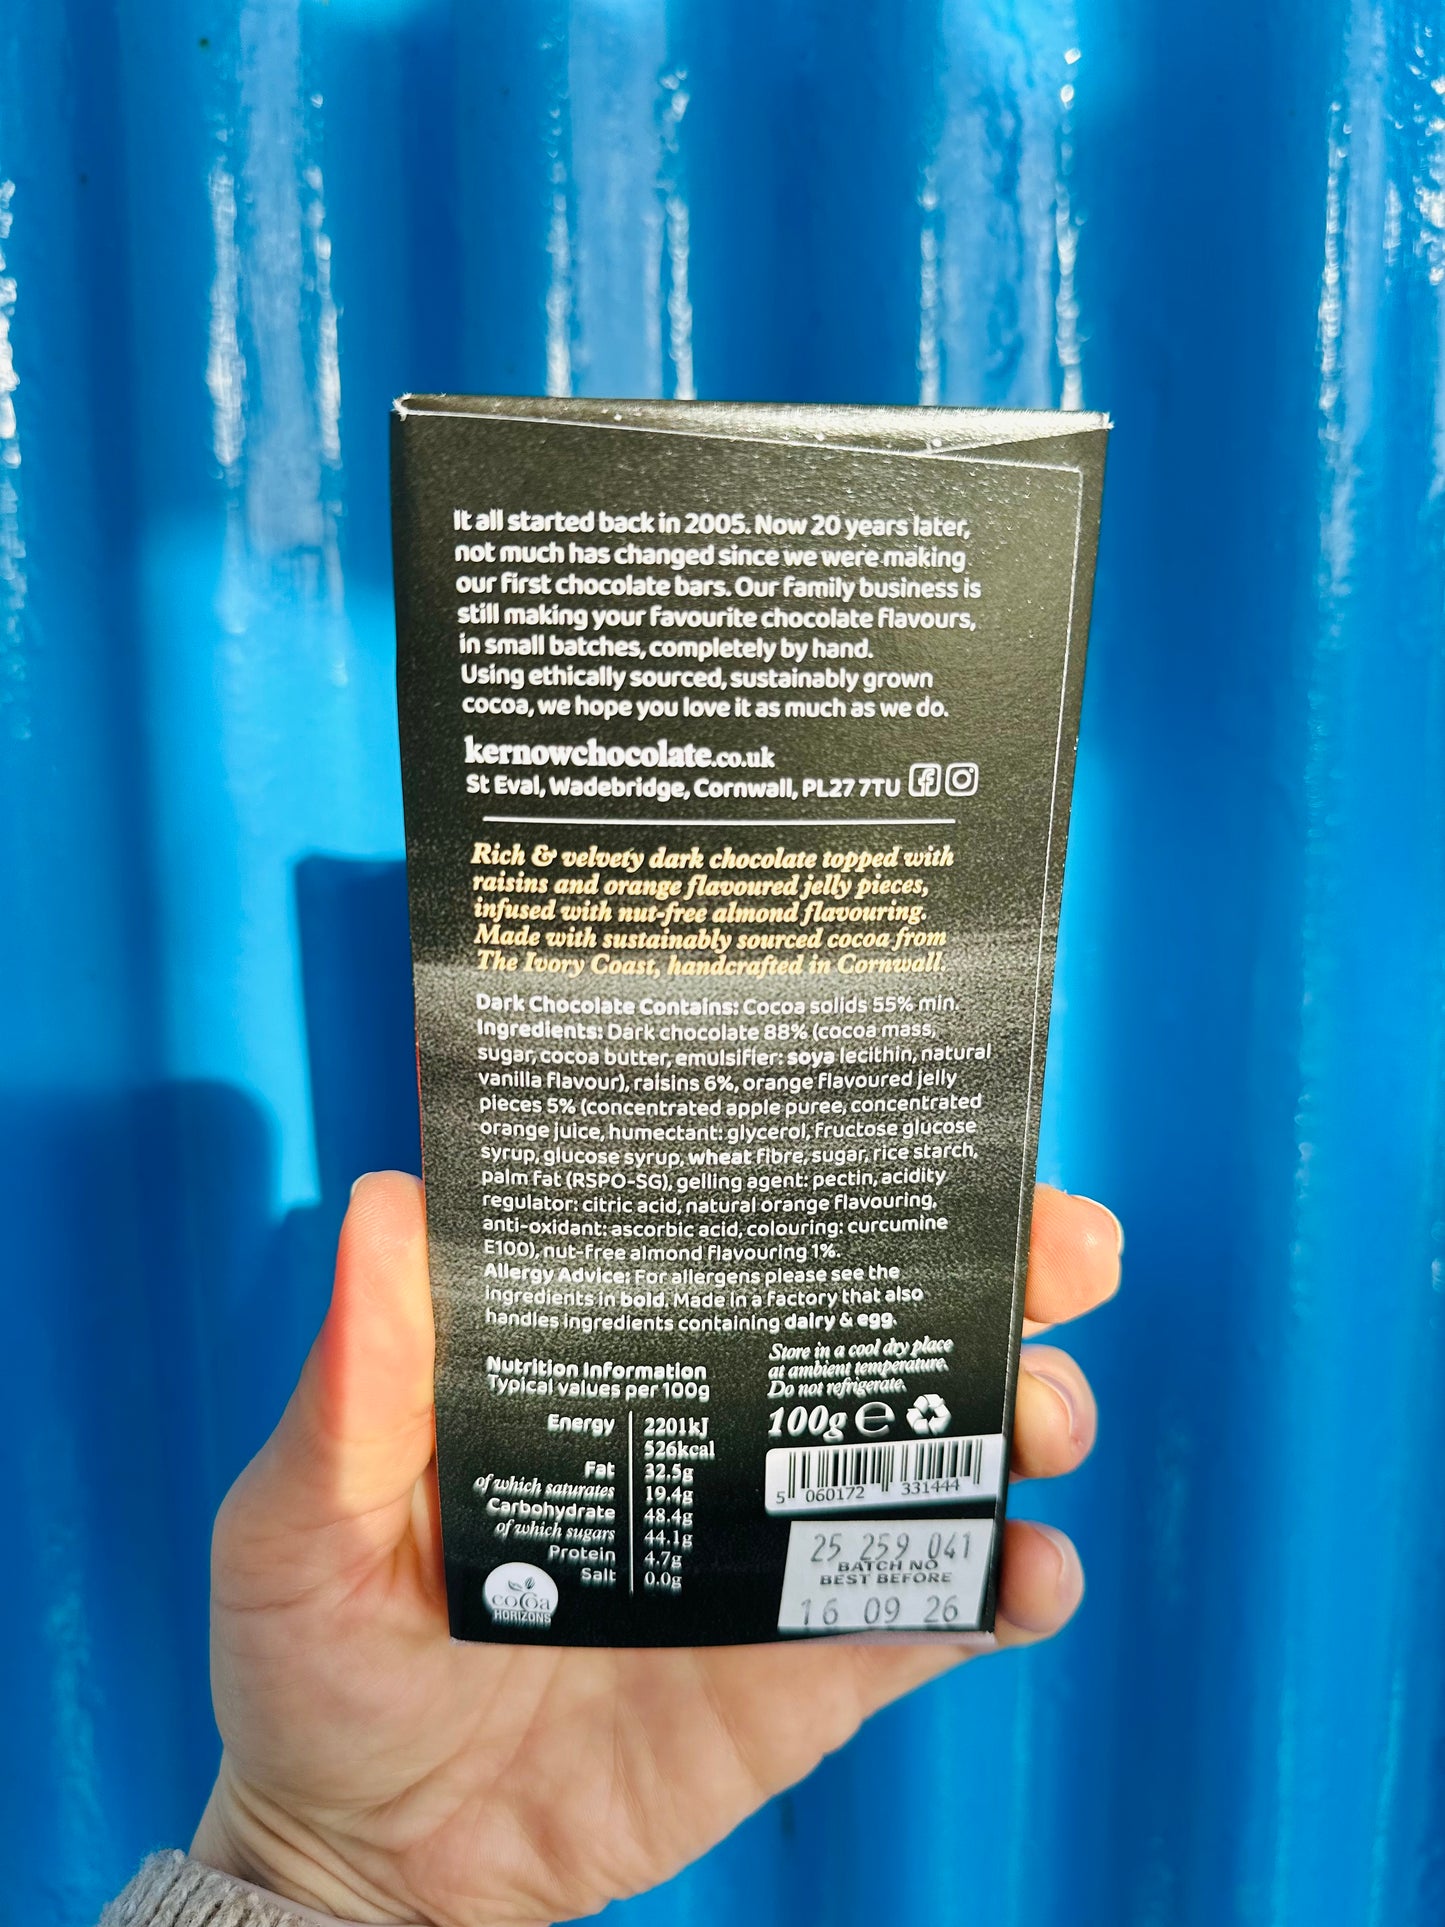 It all started back in 2005. Now 20 years later,
not much has changed since we were making
our first chocolate bars. Our family business is
still making your favourite chocolate flavours,
in small batches, completely by hand.
Using ethically sourced, sustainably grown
cocoa, we hope you love it as much as we do.
kernowchocolate.co.uk
St Eval, Wadebridge, Cornwall, PL27 7TU
Rich & velvety dark chocolate topped with
raisins and orange flavoured jelly pieces,
infused with nut-free almond flavouring.
Made with sustainably sourced cocoa from
The Ivory Coast, handcrafted in Cornwall.
Dark Chocolate Contains: Cocoa solids 55% min.
Ingredients: Dark chocolate 88% (cocoa mass,
sugar, cocoa butter, emulsifier: soya lecithin, natural
vanilla flavour), raisins 6%, orange flavoured jelly
pieces 5% (concentrated apple puree, concentrated
orange juice, humectant: glycerol, fructose glucose
syrup, glucose syrup, wheat fibre, sugar, rice starch,
palm fat (RSPO-SG), gelling agent: pectin, acidity
regulator: citric acid, natural orange flavouring,
anti-oxidant: ascorbic acid, colouring: curcumine
E100), nut-free almond flavouring 1%.
Allergy Advice: For allergens please see the
ingredients in bold. Made in a factory that also
handles ingredients containing dairy & egg.
Nutrition Information
Typical values per 100g
Energy 2201kJ
526kcal
Fat 32.5g
of which saturates 19.4g
Carbohydrate 48.4g
of which sugars 44.1g
Protein 4.7g
Salt 0.0g
cocoa
HORIZONS
Store in a cool dry place
at ambient temperature.
Do not refrigerate.
100g e
5 060172 331444
25 259 041
BATCH NO
BEST BEFORE
16 09 26